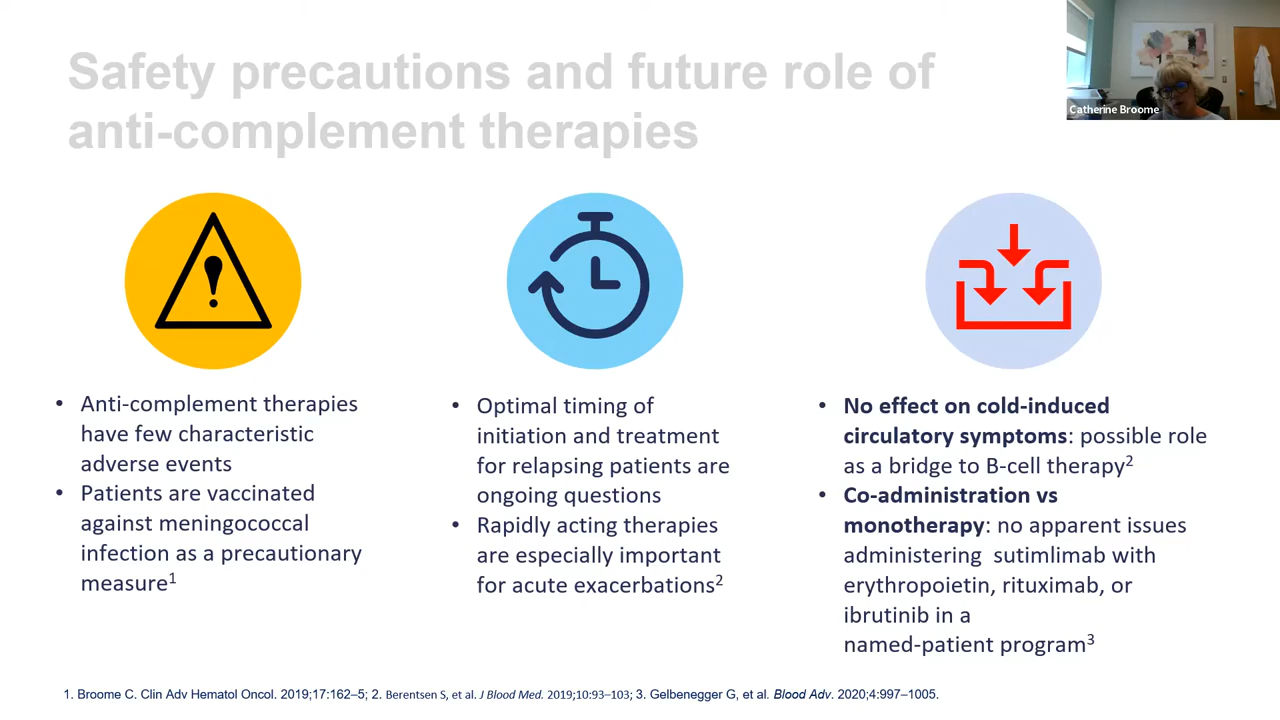 Safety precautions and future role of
anti-complement therapies
Catherine Broome
• Anti-complement therapies
have few characteristic
adverse events
• Patients are vaccinated
against meningococcal
infection as a precautionary
measure1
• Optimal timing of
initiation and treatment
for relapsing patients are
ongoing questions
• Rapidly acting therapies
are especially important
for acute exacerbations2
• No effect on cold-induced
circulatory symptoms: possible role
as a bridge to B-cell therapy2
• Co-administration vs
monotherapy: no apparent issues
administering sutimlimab with
erythropoietin, rituximab, or
ibrutinib in a
named-patient program3
1. Broome C. Clin Adv Hematol Oncol. 2019;17:162–5; 2. Berentsen S, et al. J Blood Med. 2019;10:93–103; 3. Gelbenegger G, et al. Blood Adv. 2020;4:997–1005.